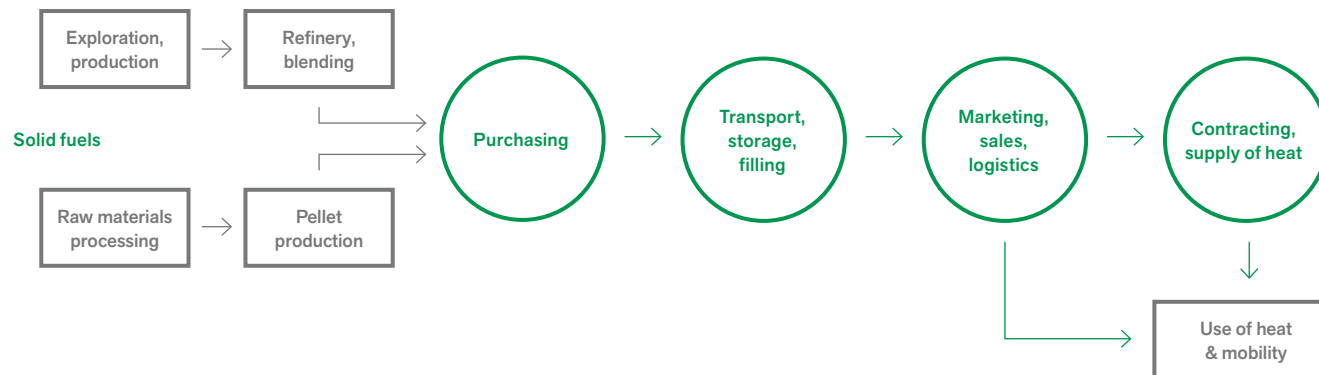 Exploration,
production
Refinery,
blending
Solid fuels
Raw materials
processing
Pellet
production
Purchasing
Transport,
storage,
filling
Marketing,
sales,
logistics
Contracting,
supply of heat
Use of heat
& mobility